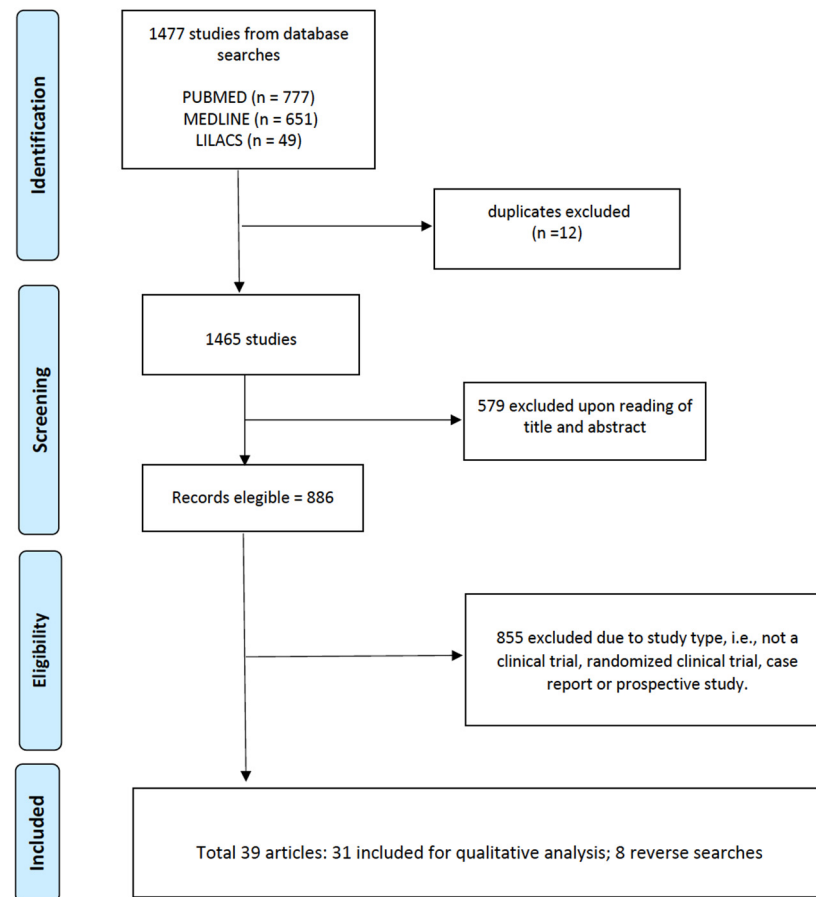 Identification
1477 studies from database
searches
PUBMED (n = 777)
MEDLINE (n = 651)
LILACS (n = 49)
duplicates excluded
(n =12)
Screening
1465 studies
579 excluded upon reading of
title and abstract
Records elegible = 886
Eligibility
855 excluded due to study type, i.e., not a
clinical trial, randomized clinical trial, case
report or prospective study.
Included
Total 39 articles: 31 included for qualitative analysis; 8 reverse searches